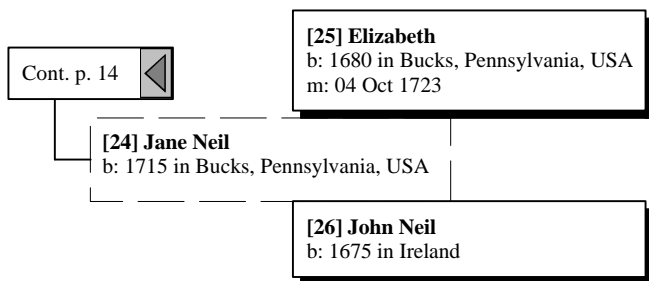 [25] Elizabeth
b: 1680 in Bucks, Pennsylvania, USA
m: 04 Oct 1723
Cont. p. 14
[24] Jane Neil
b: 1715 in Bucks, Pennsylvania, USA
[26] John Neil
b: 1675 in Ireland